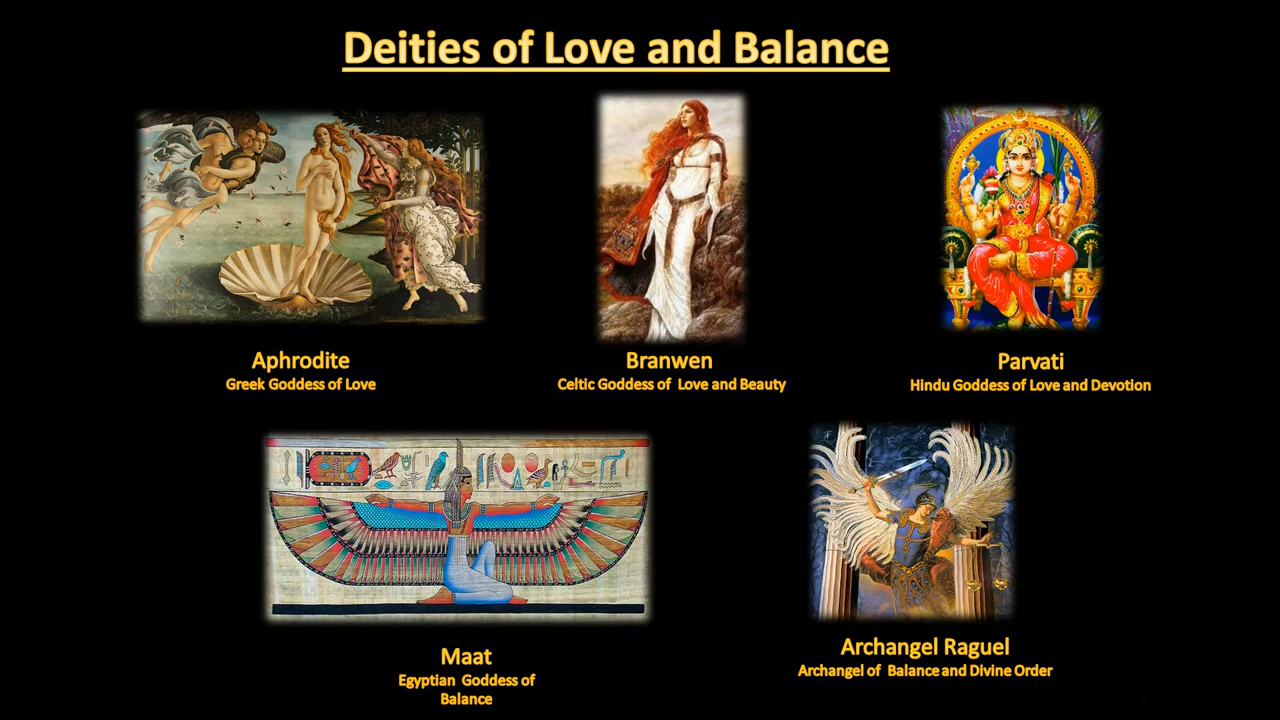 Deities of Love and Balance
Aphrodite
Greek Goddess of Love
Branwen
Celtic Goddess of Love and Beauty
Parvati
Hindu Goddess of Love and Devotion
Maat
Egyptian Goddess of
Balance
Archangel Raguel
Archangel of Balance and Divine Order